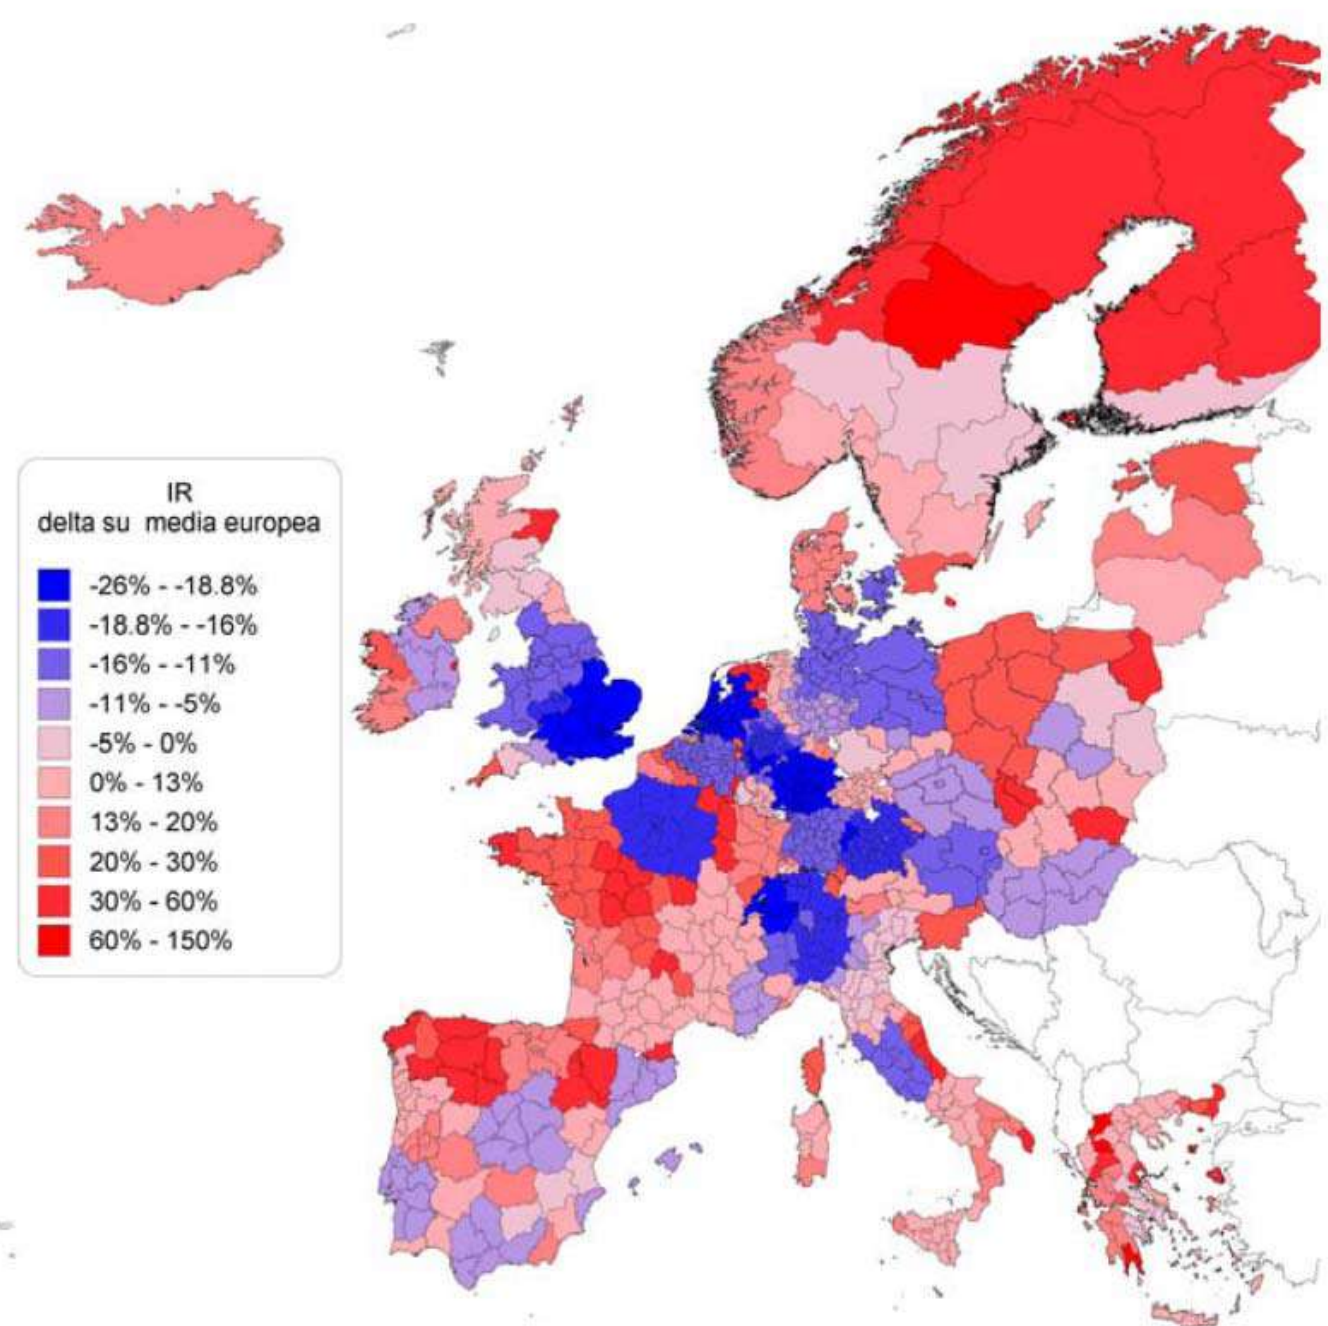 IR
delta su media europea
-26% - -18.8%
-18.8% - -16%
-16% - -11%
-11% - -5%
-5% - 0%
0% - 13%
13% - 20%
20% - 30%
30% - 60%
60% - 150%